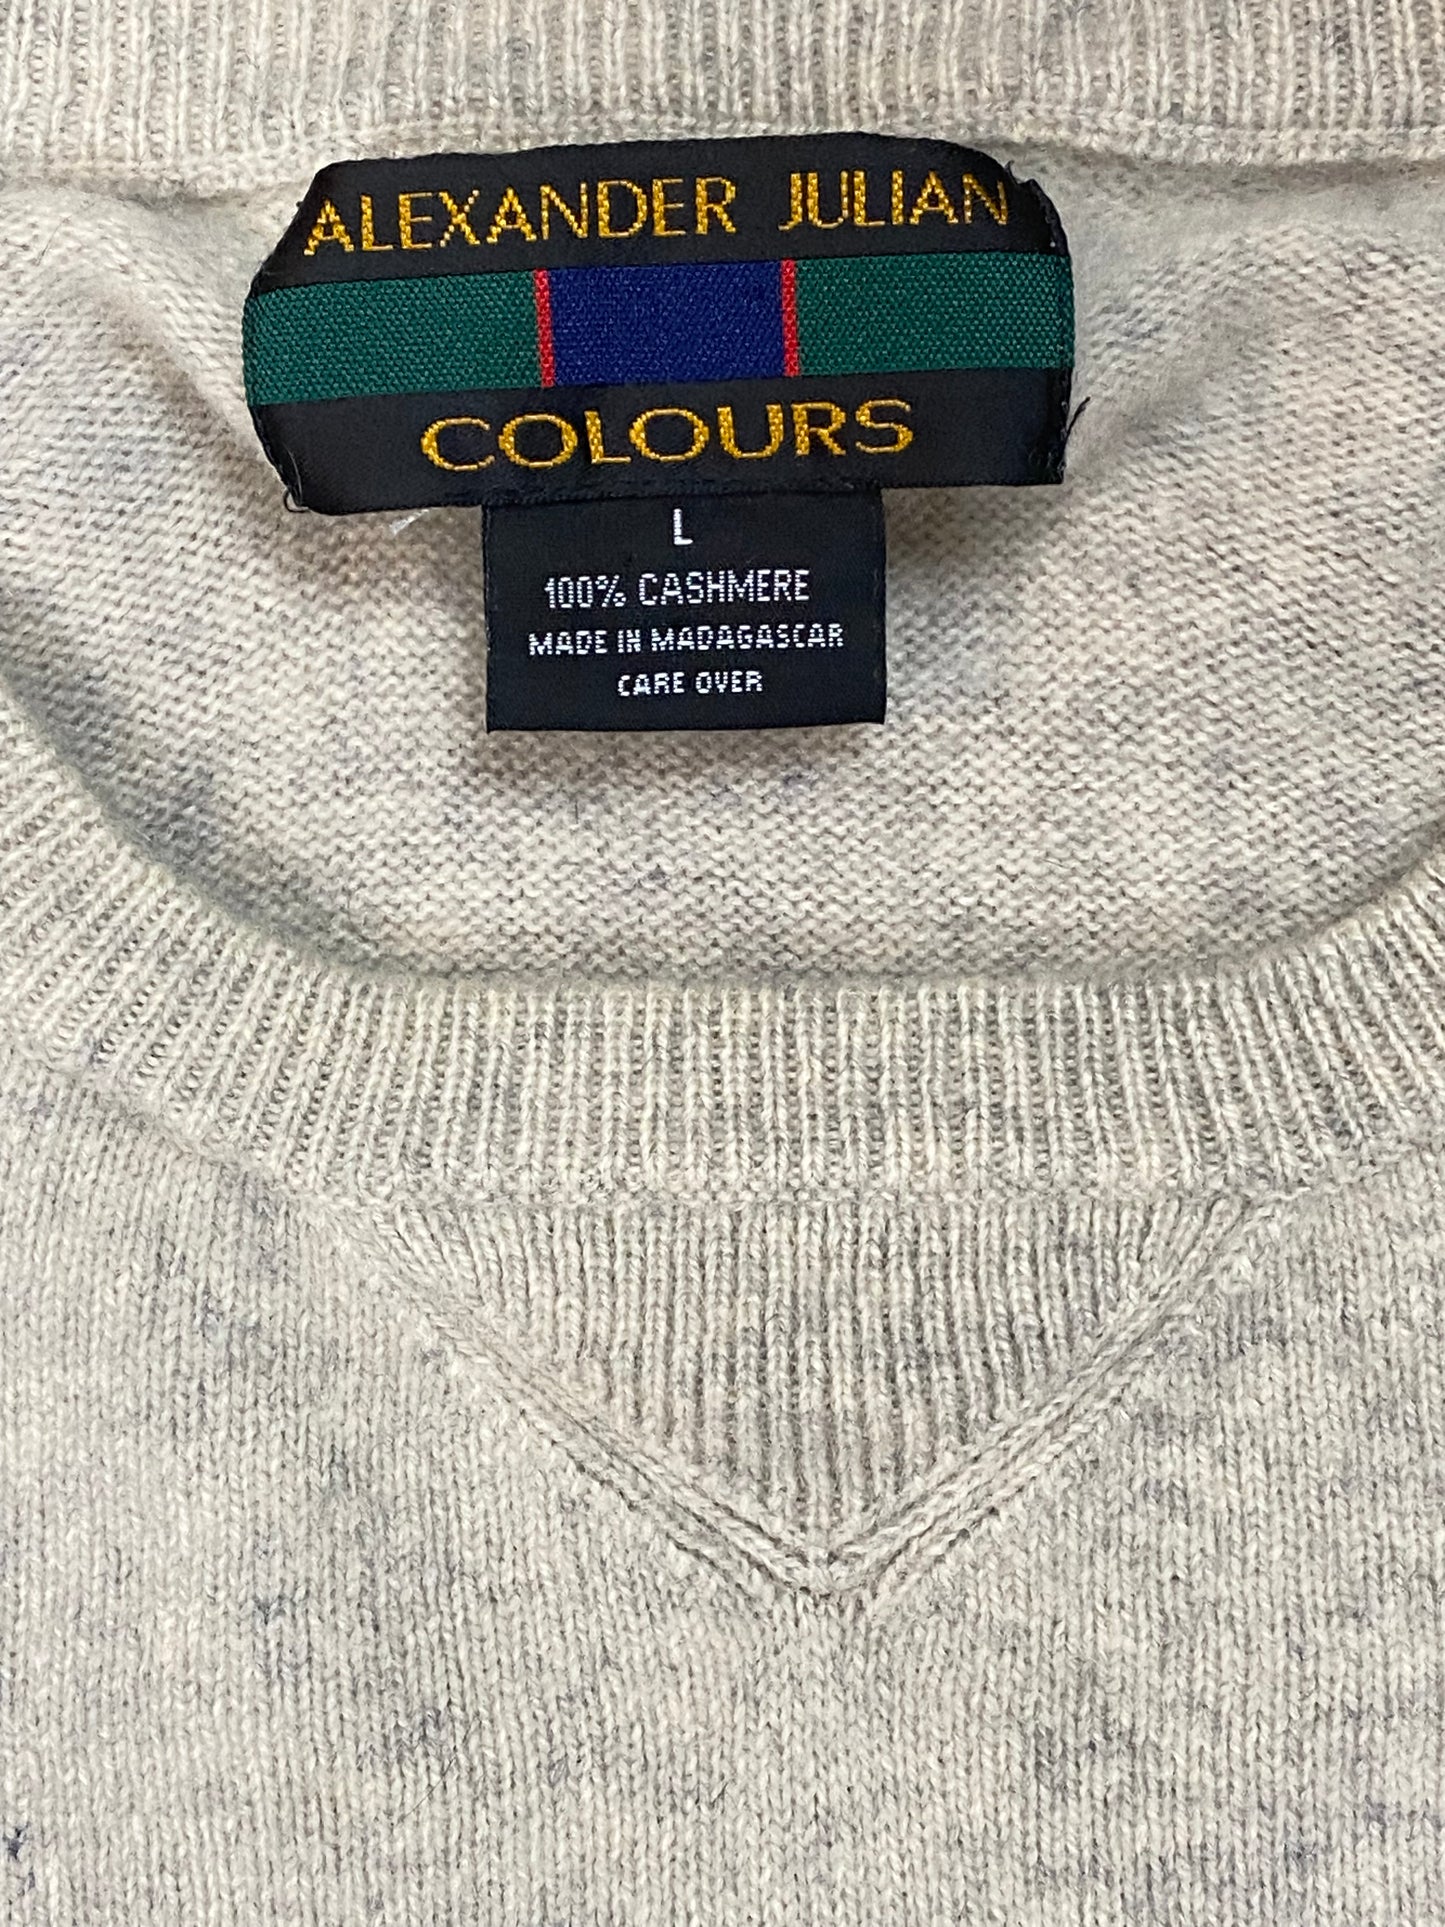 ALEXANDER JULIAN
COLOURS
L
100% CASHMERE
MADE IN MADAGASCAR
CARE OVER